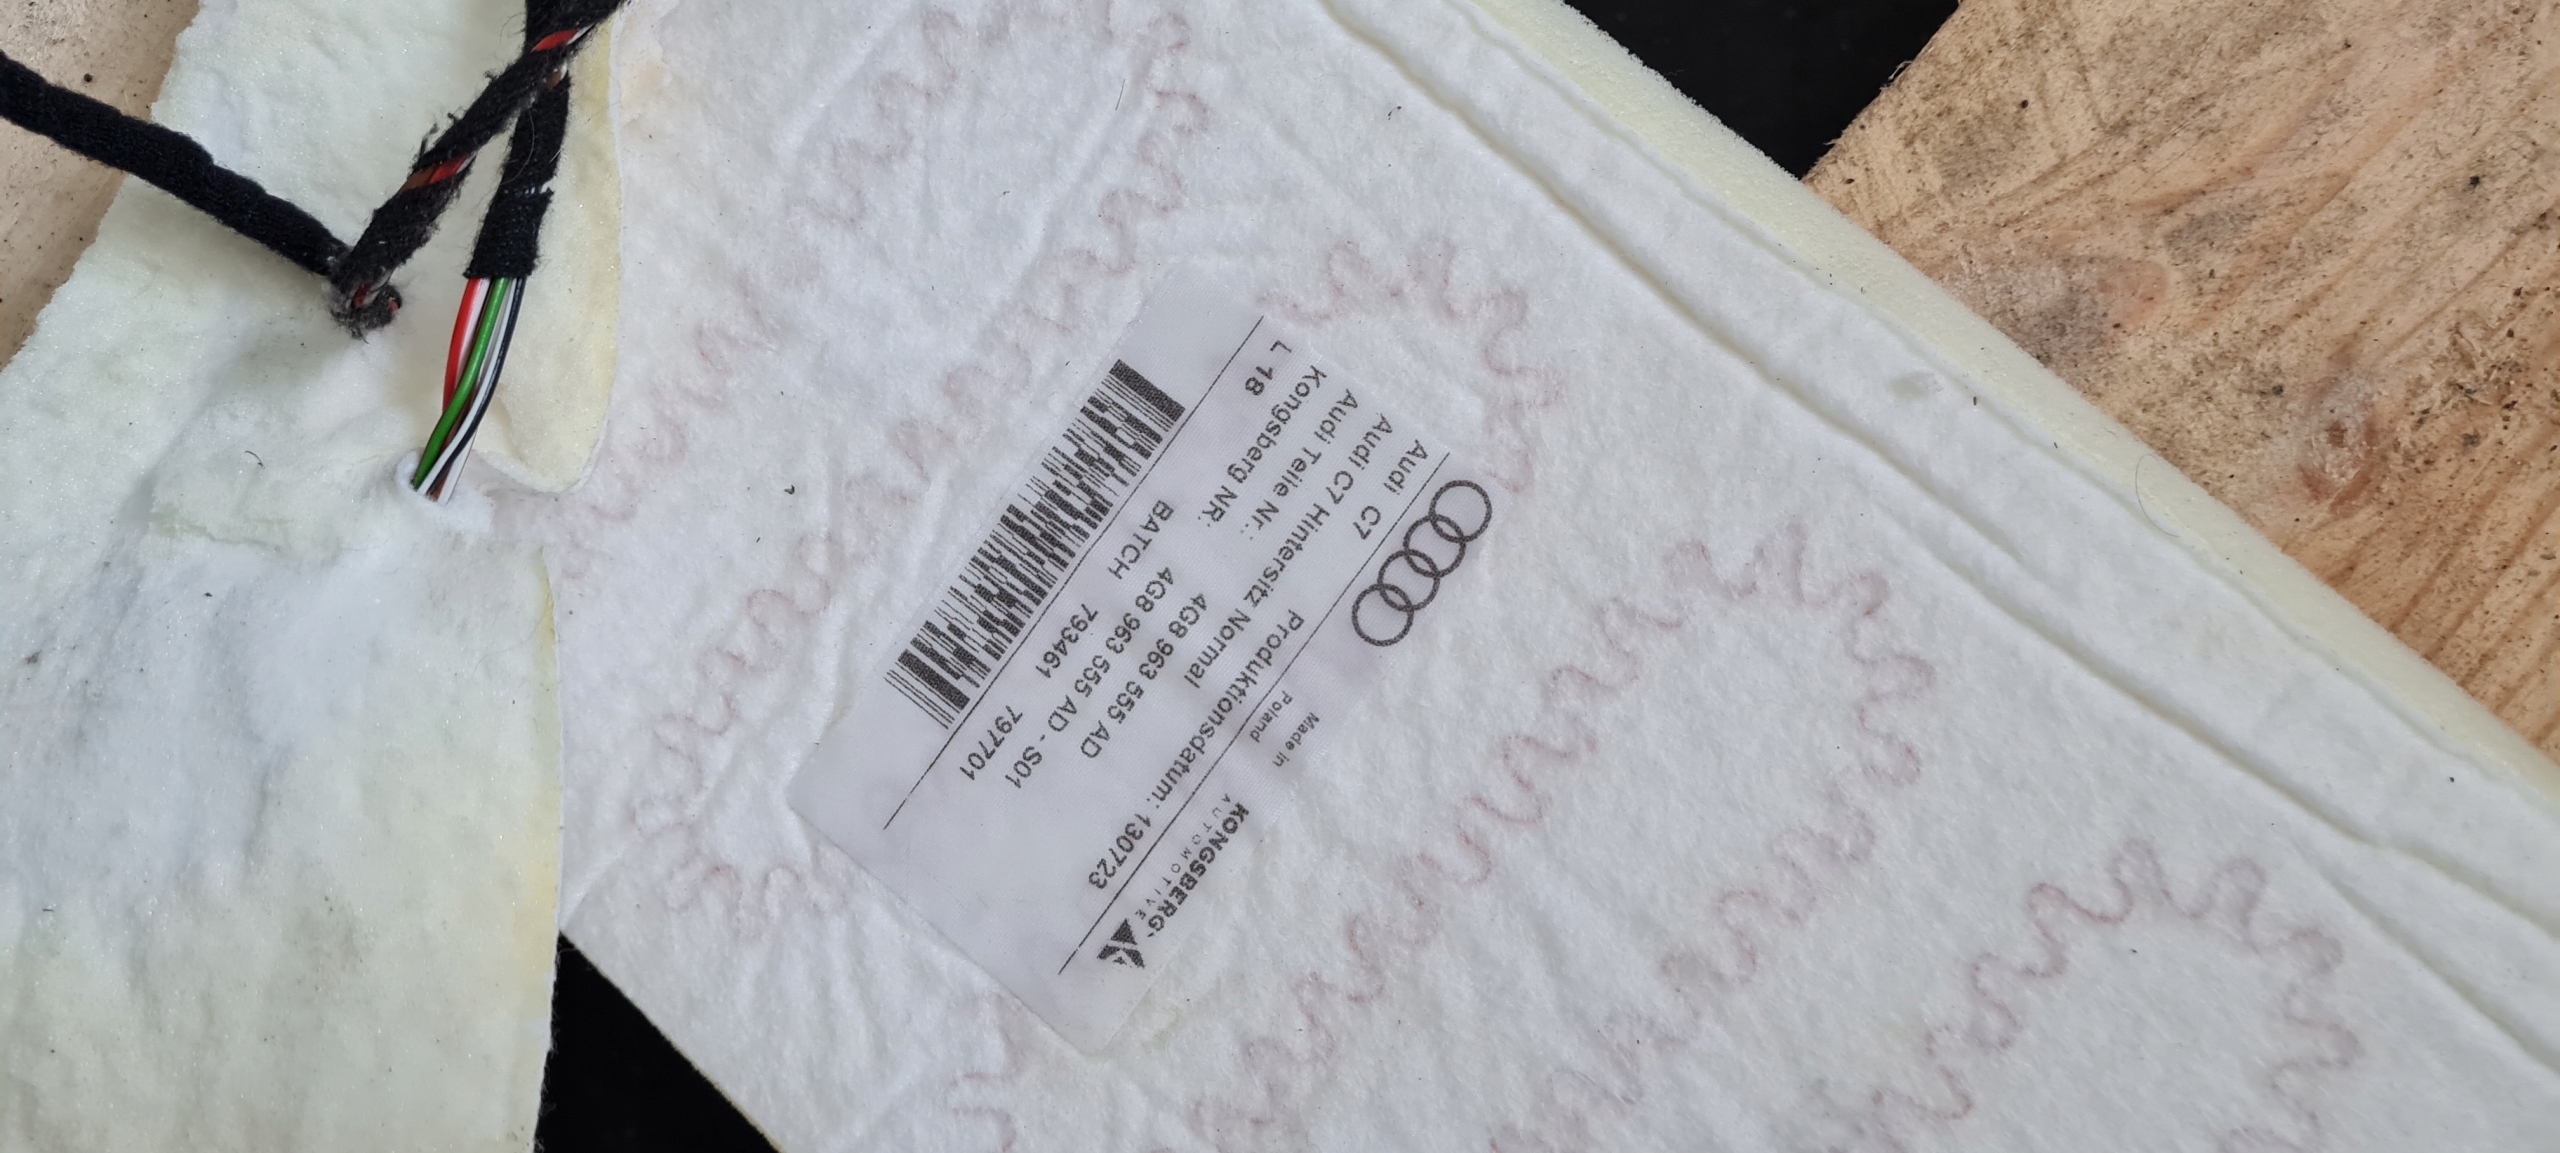 Made in
Poland
KONGSBERG
AUTOMOTIVE
Audi C7 Produktionsdatum: 130723
Audi C7 Hintersitz Normal
Audi Teile Nr.: 4G8 963 555 AD
Kongsberg NR: 4G8 963 555 AD - S01
L 18 BATCH 793461 797701